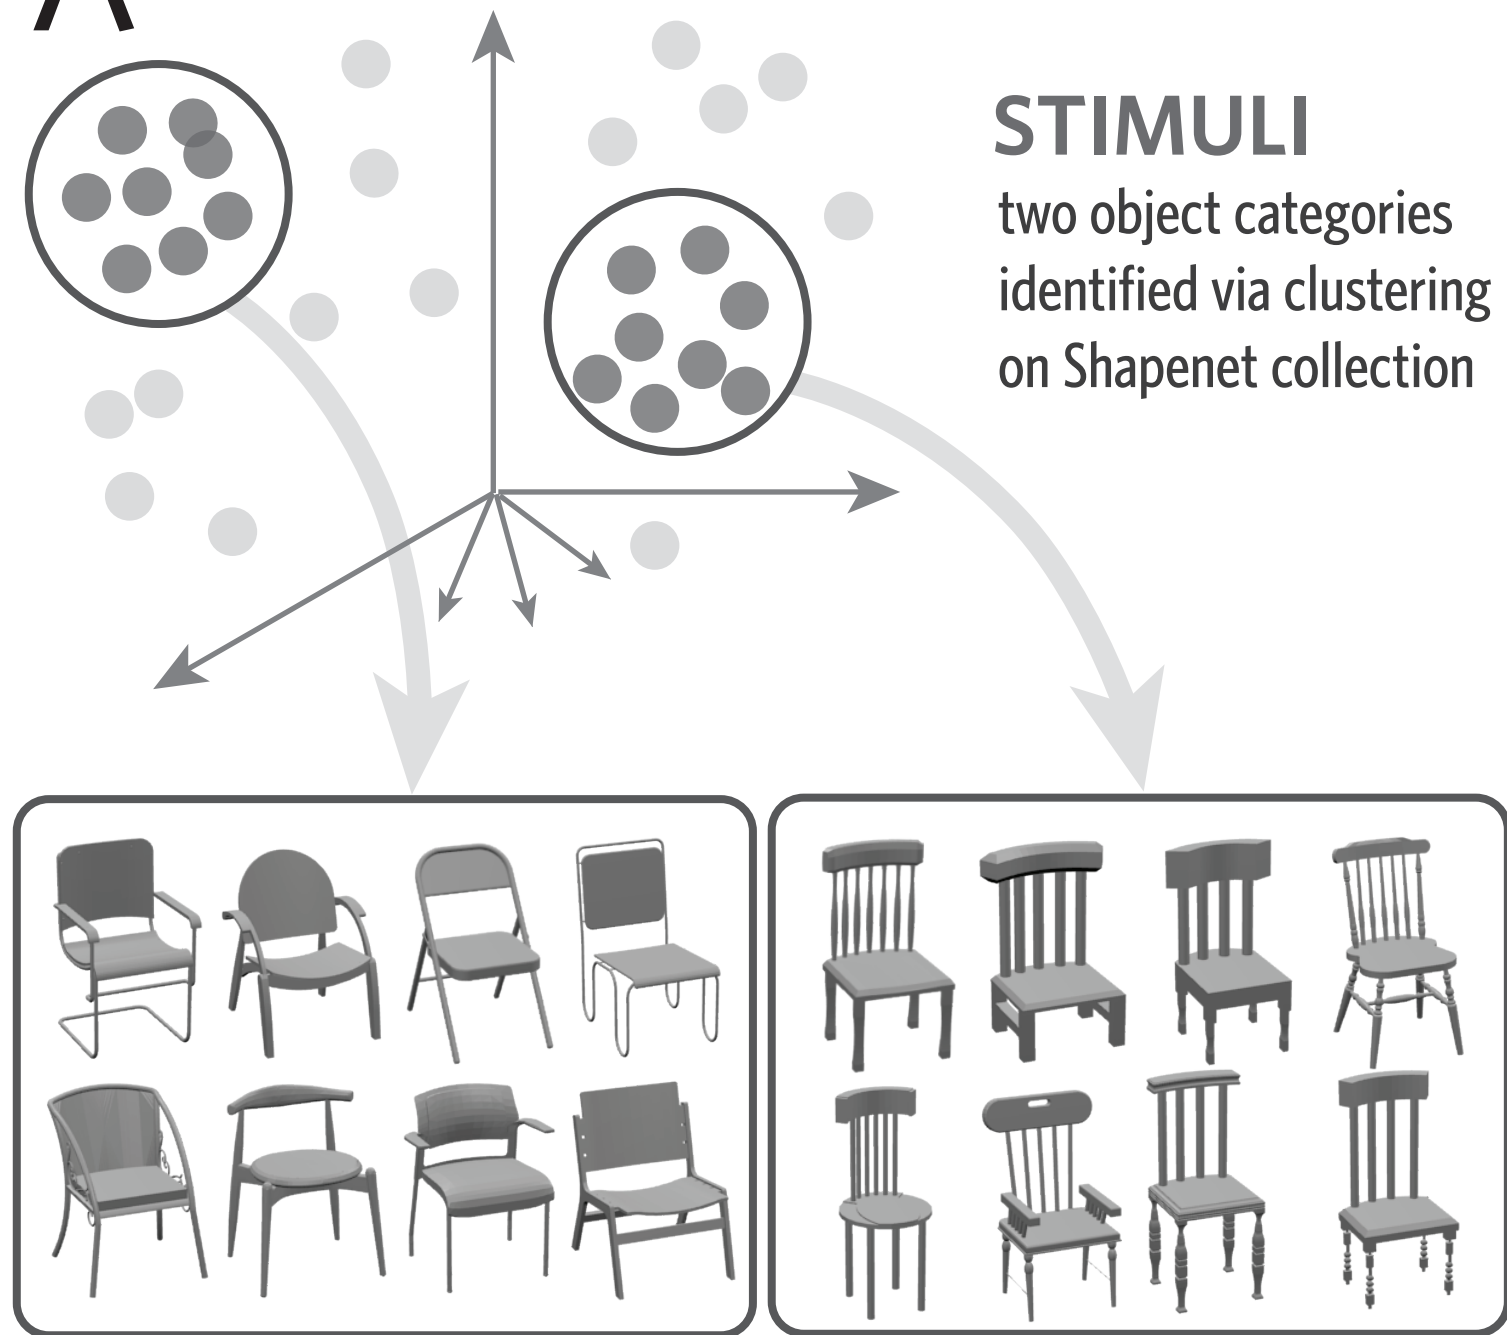 A
STIMULI
two object categories
identified via clustering
on Shapenet collection